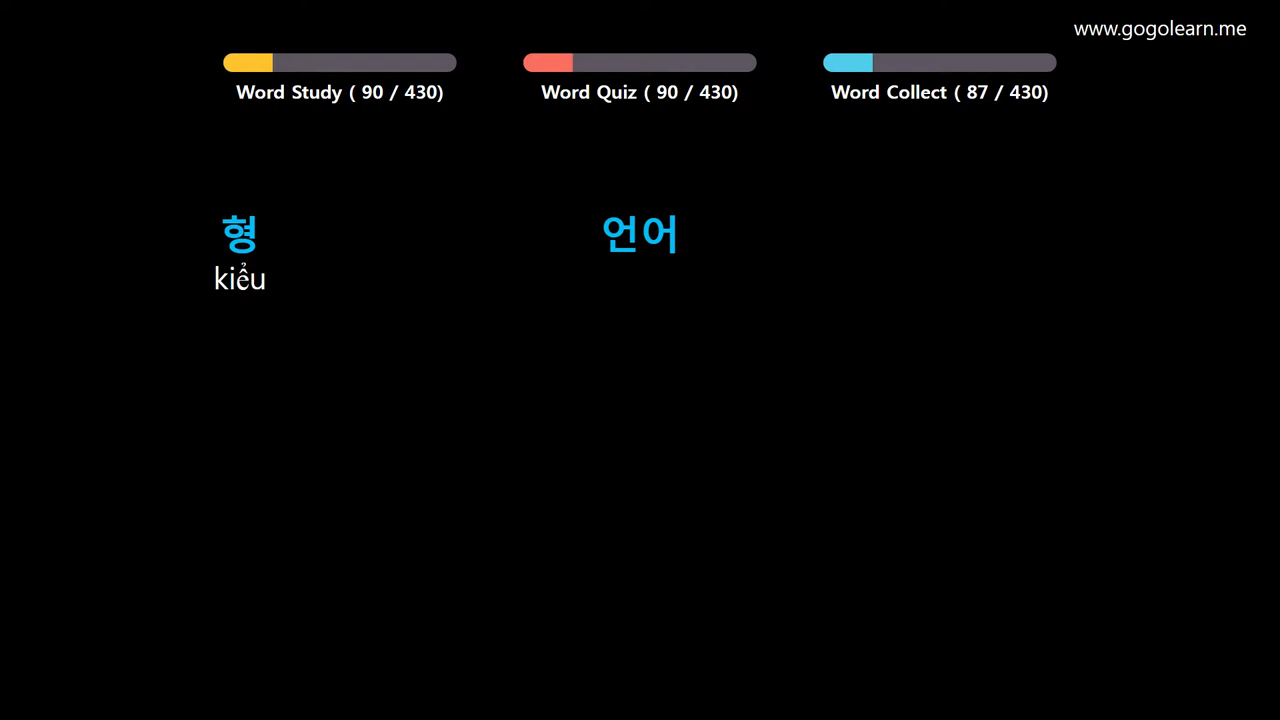 www.gogolearn.me
Word Study ( 90 / 430)
Word Quiz ( 90 / 430)
Word Collect ( 87 / 430)
형
kiểu
언어